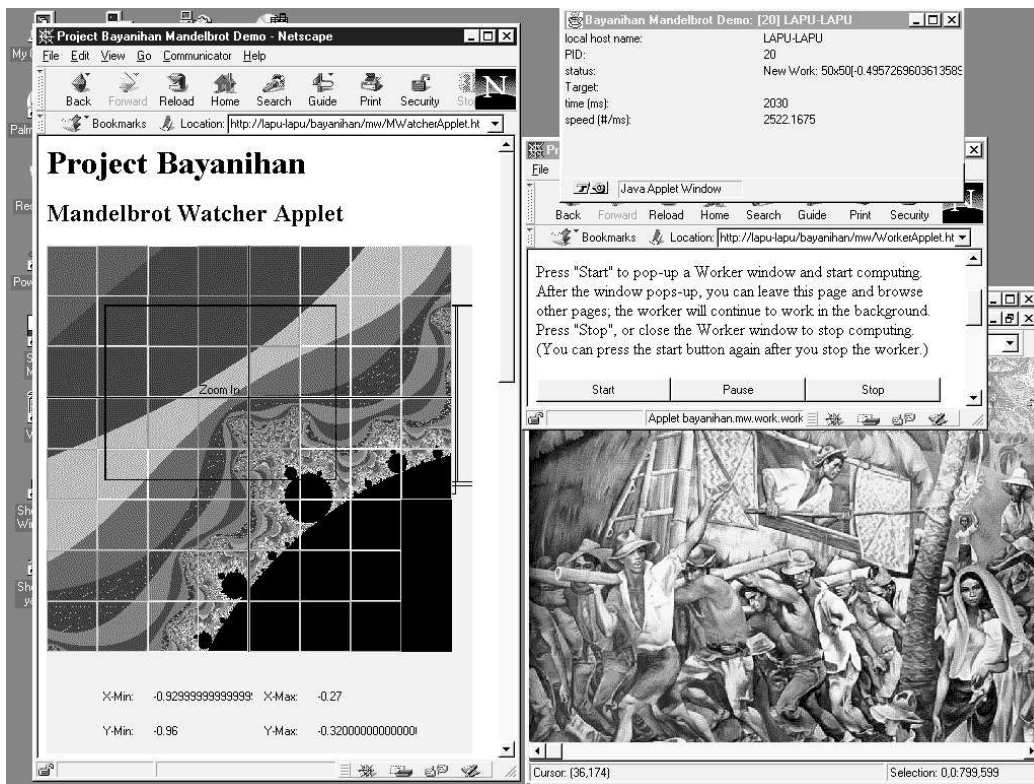 Project Bayanihan Mandelbrot Demo - Netscape
File Edit View Go Communicator Help
Back Forward Reload Home Search Guide Print Security
Bookmarks Location: http://lapu-lapu/bayanihan/mw/MWatcherApplet.ht
Project Bayanihan
Mandelbrot Watcher Applet
Zoom In
X-Min: -0.92999999999999 X-Max: -0.27
Y-Min: -0.96 Y-Max: -0.32000000000000
Bayanihan Mandelbrot Demo: [20] LAPU-LAPU
local host name: LAPU-LAPU
PID: 20
status: New Work: 50x50[-0.4957269603613589
Target:
time (ms): 2030
speed (#/ms): 2522.1675
Java Applet Window
File
Back Forward Reload Home Search Guide Print Security
Bookmarks Location: http://lapu-lapu/bayanihan/mw/WorkerApplet.ht
Press "Start" to pop-up a Worker window and start computing.
After the window pops-up, you can leave this page and browse
other pages; the worker will continue to work in the background.
Press "Stop", or close the Worker window to stop computing.
(You can press the start button again after you stop the worker.)
Start Pause Stop
Applet bayanihan.mw.work.work
Cursor: (36,174) Selection: 0,0:799,599